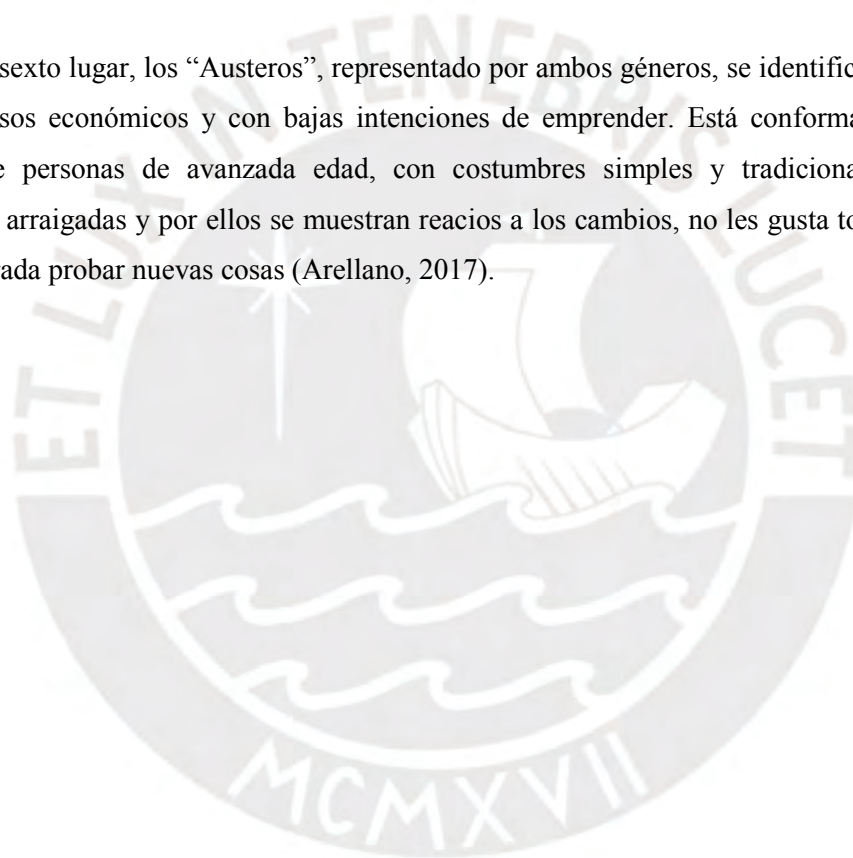 sexto lugar, los “Austeros”, representado por ambos géneros, se identific
sos económicos y con bajas intenciones de emprender. Está conforma
e personas de avanzada edad, con costumbres simples y tradiciona
arraigadas y por ellos se muestran reacios a los cambios, no les gusta to
rada probar nuevas cosas (Arellano, 2017).
ET LUX IN TENEBRIS LUCET
MCMXVII